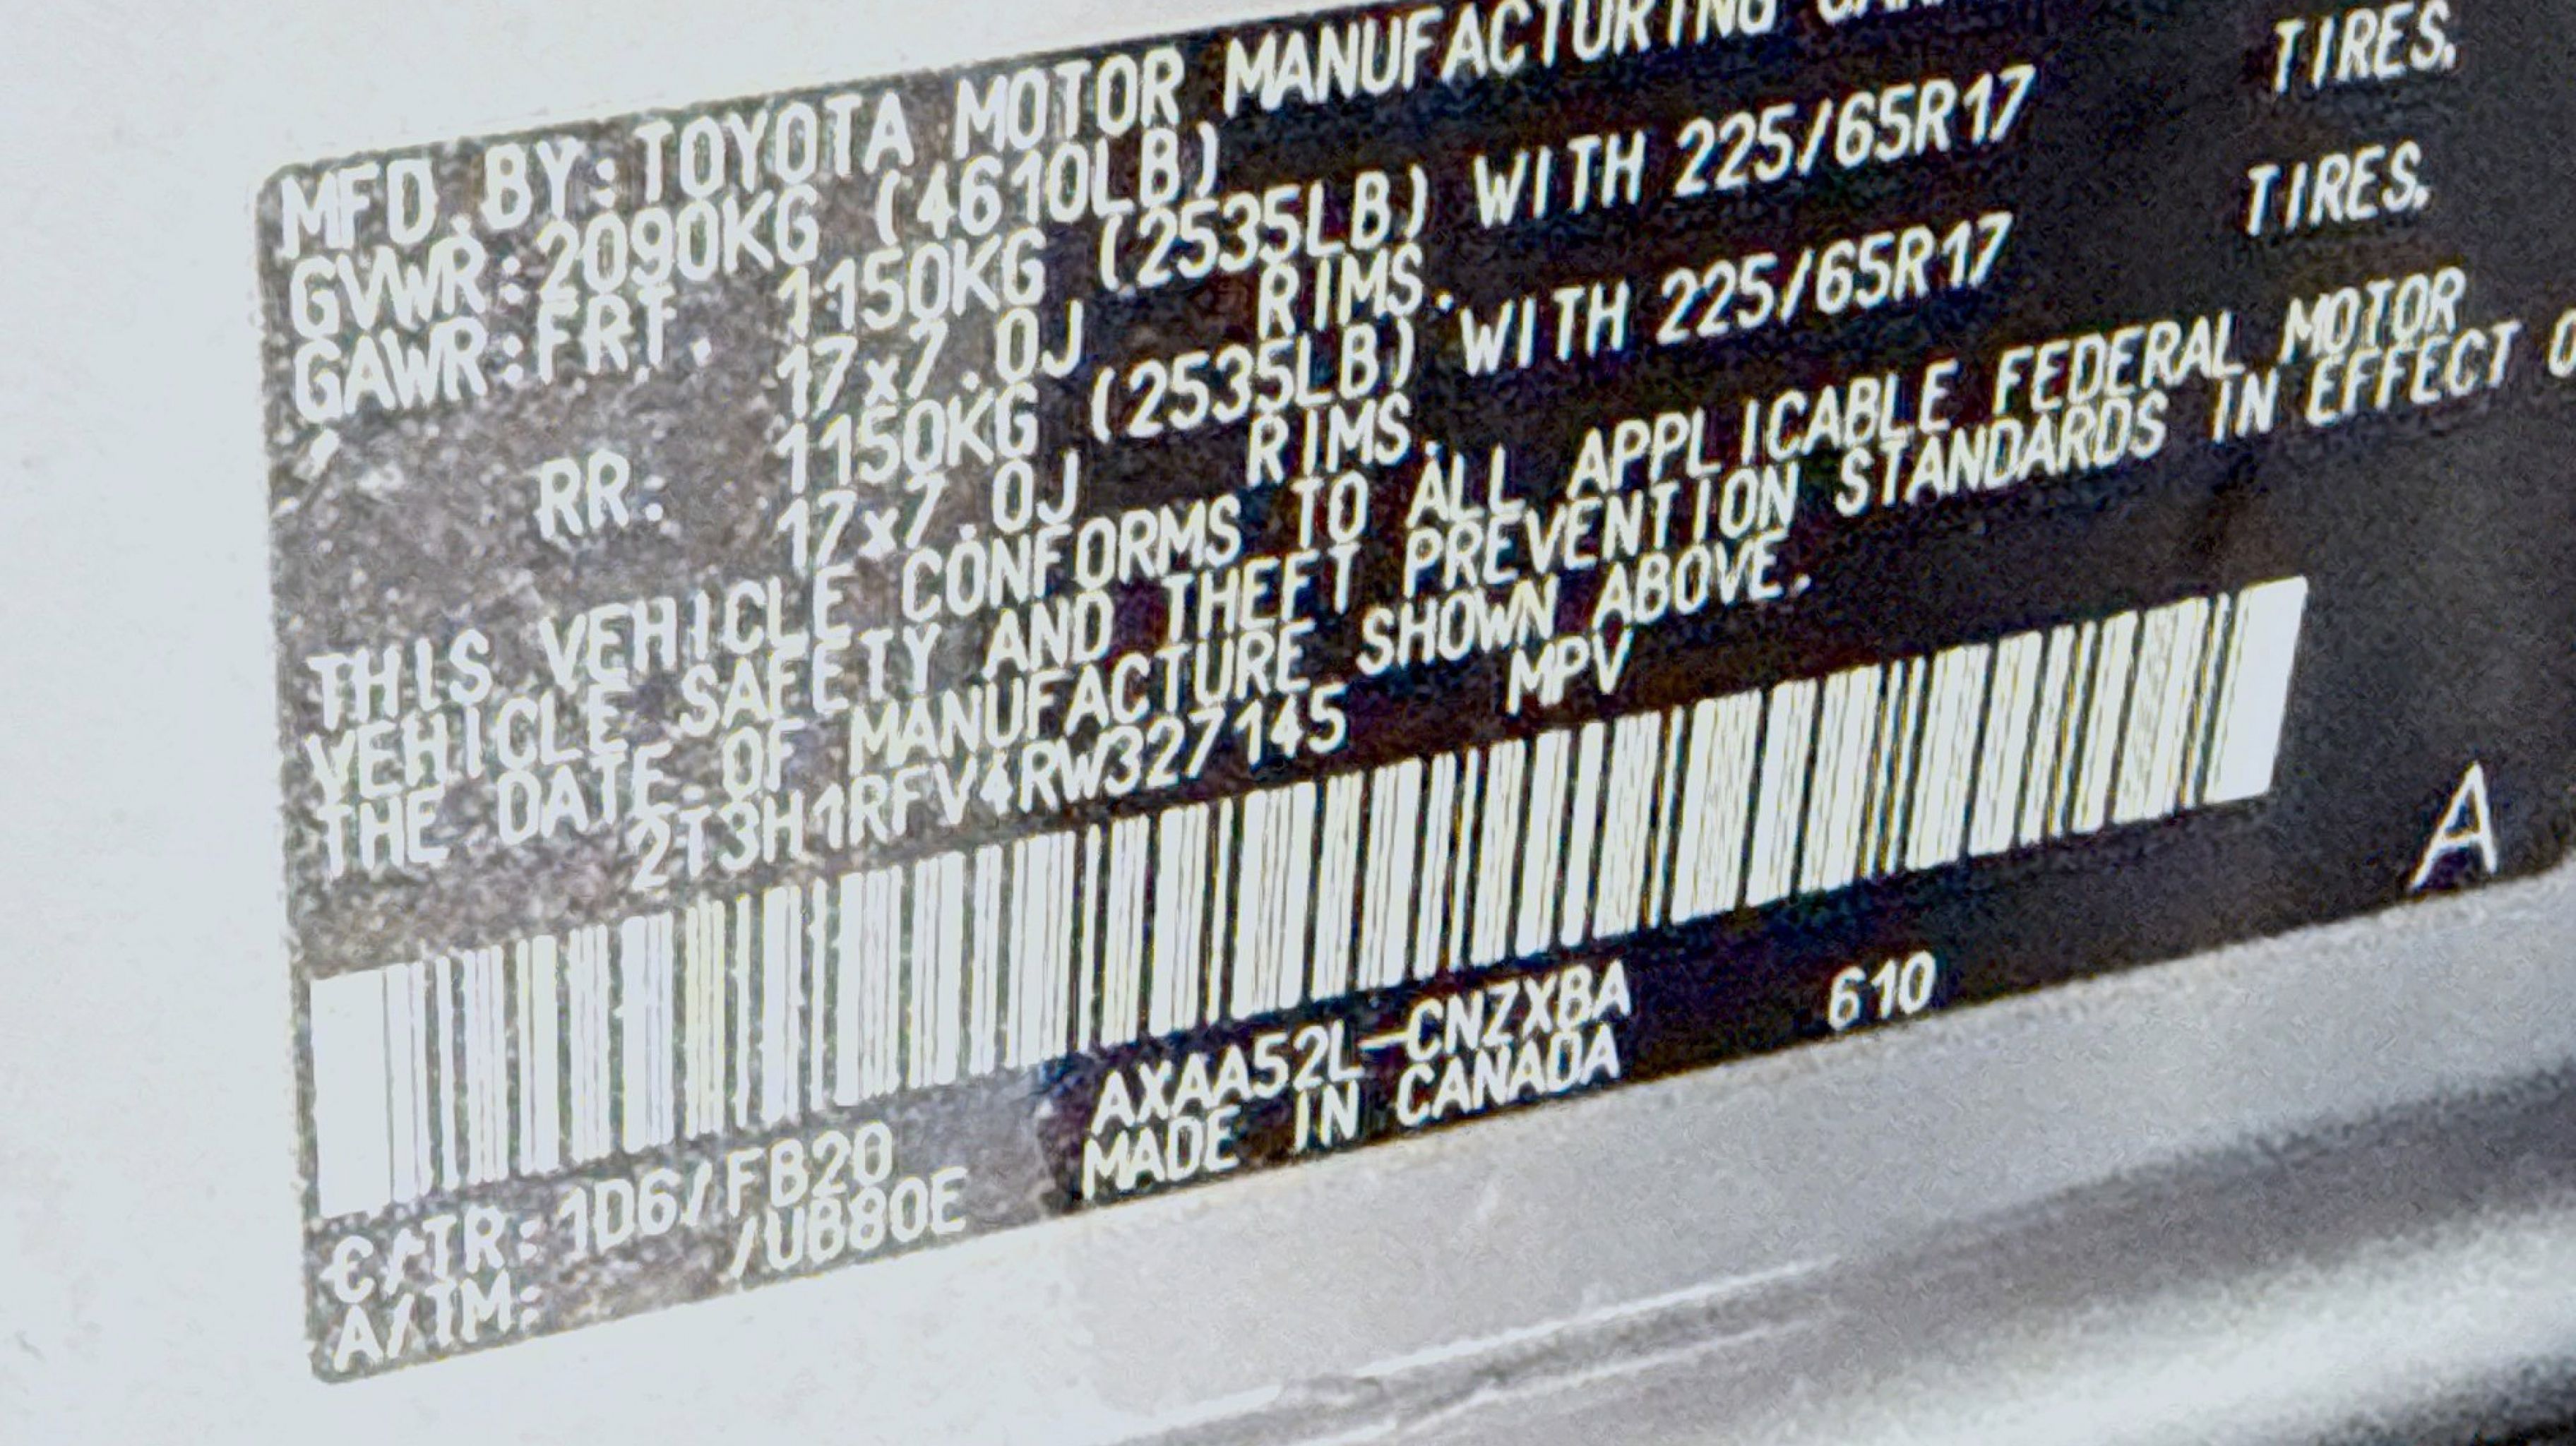 MFD.BY:TOYOTA MOTOR MANUFACTURING
GVWR:2090KG (4610LB)
GAWR:FRT. 1150KG (2535LB) WITH 225/65R17 TIRES,
17x7.0J RIMS.
RR. 1150KG (2535LB) WITH 225/65R17 TIRES,
17x7.0J RIMS.
THIS VEHICLE CONFORMS TO ALL APPLICABLE FEDERAL MOTOR
VEHICLE SAFETY AND THEFT PREVENTION STANDARDS IN EFFECT
THE DATE OF MANUFACTURE SHOWN ABOVE.
2T3H1RFV4RW327145 MPV
A
C/TR:1D6/FB20 AXAA52L-CNZXBA 610
A/TM: /UB80E MADE IN CANADA